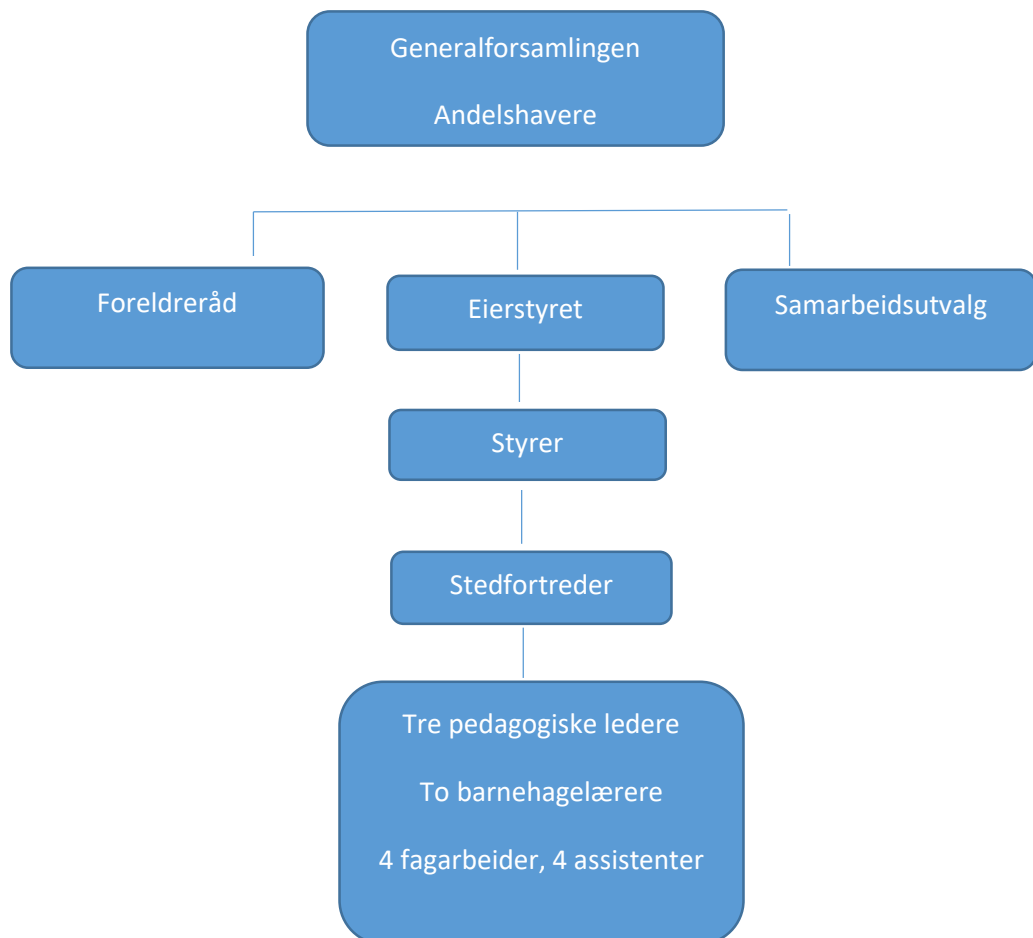 Generalforsamlingen
Andelshavere
Foreldreråd
Eierstyret
Samarbeidsutvalg
Styrer
Stedfortreder
Tre pedagogiske ledere
To barnehagelærere
4 fagarbeider, 4 assistenter